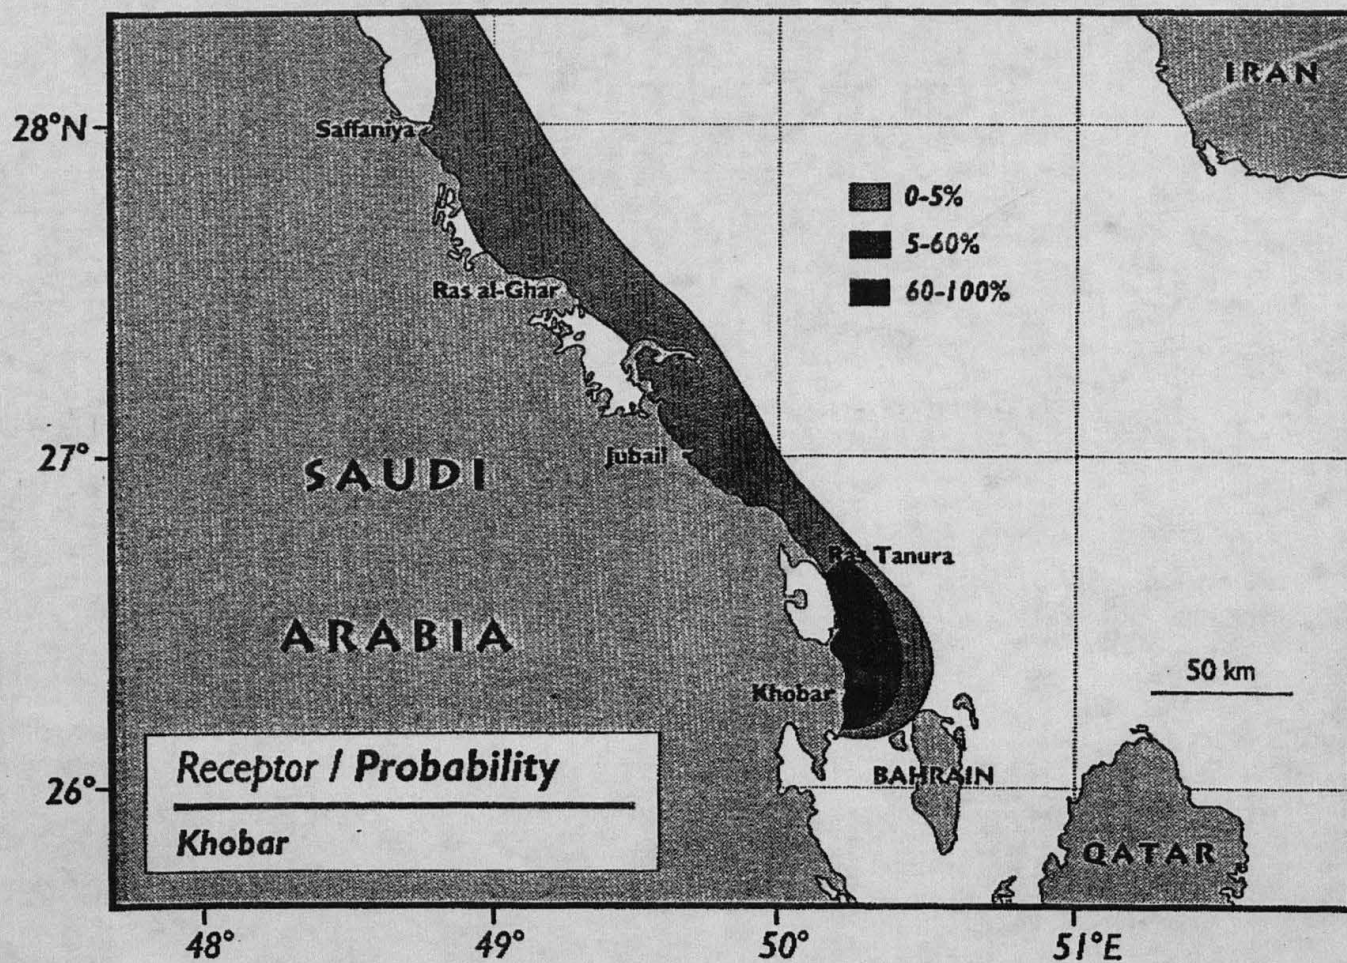 IRAN
28°N
Saffaniya
0-5%
5-60%
60-100%
Ras al-Ghar
27°
Jubail
SAUDI
Ras Tanura
ARABIA
50 km
Khobar
Receptor / Probability
Khobar
26°
BAHRAIN
QATAR
48°
49°
50°
51°E